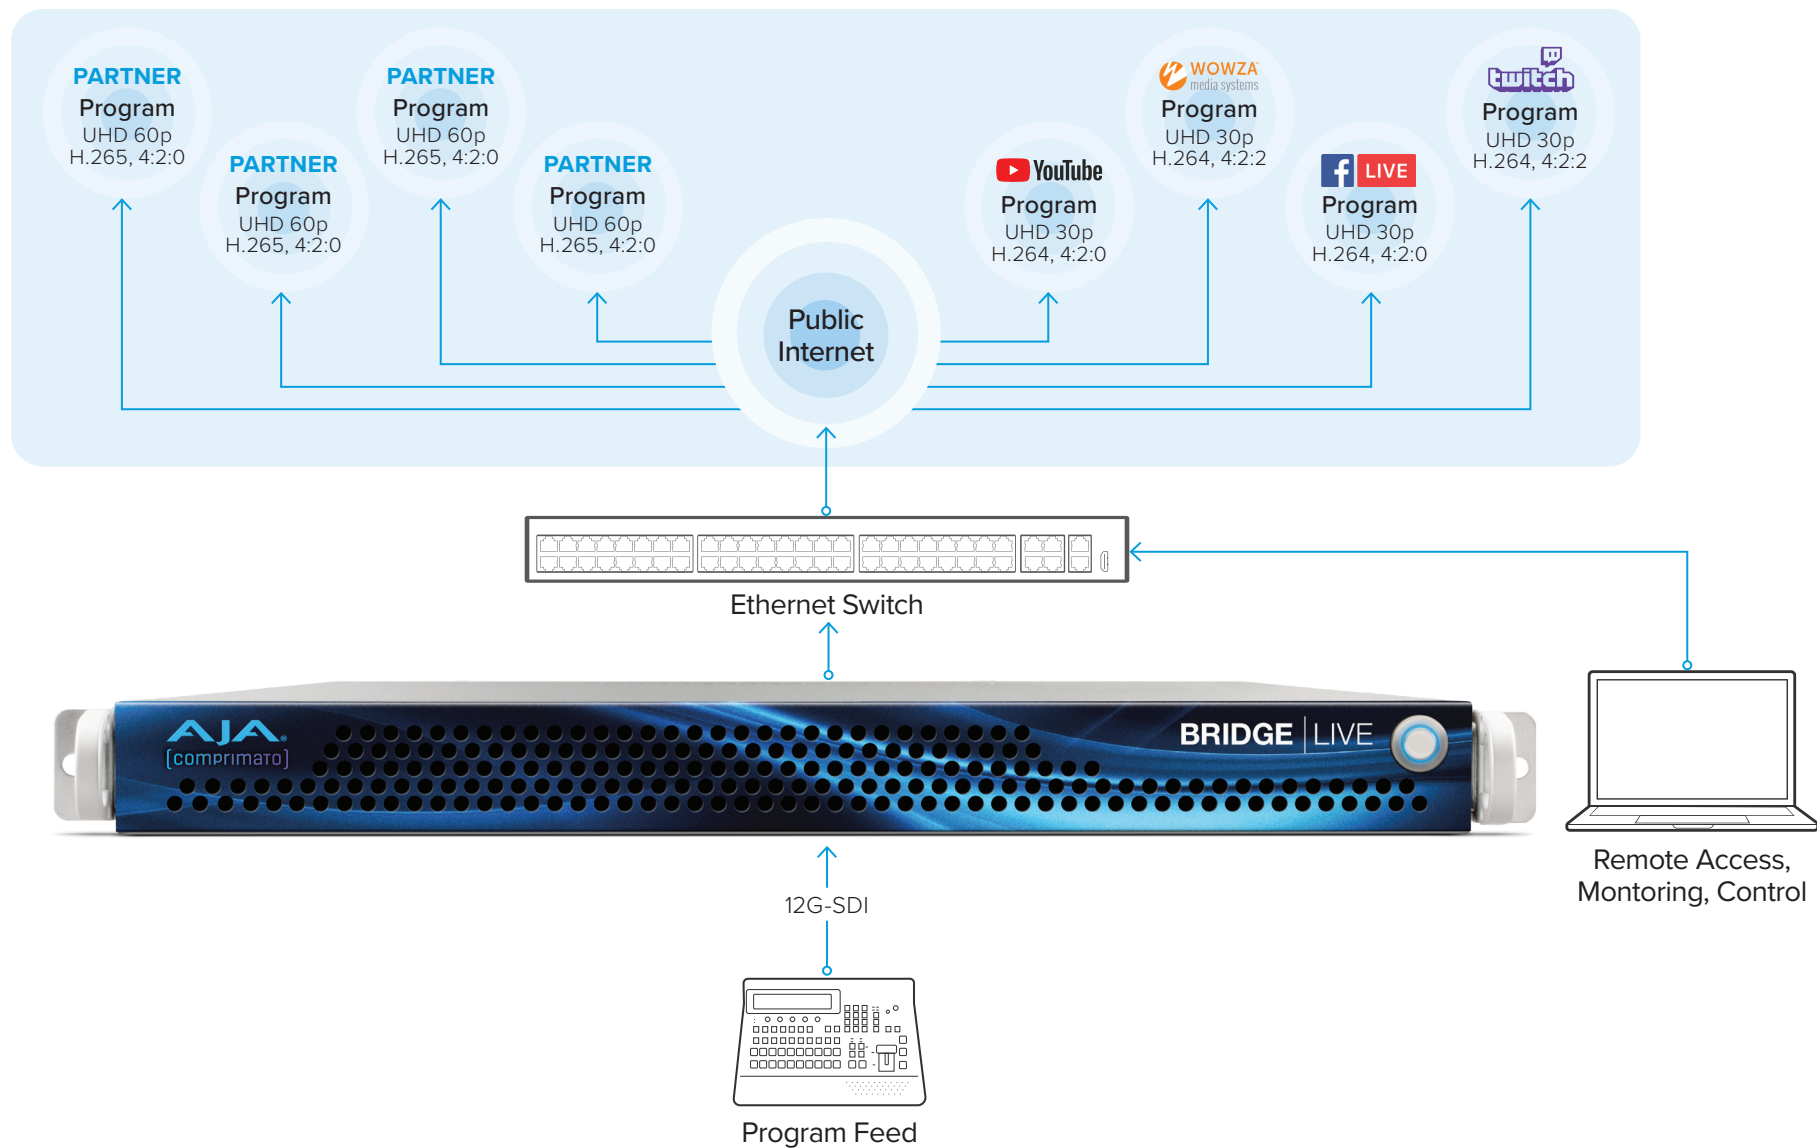 PARTNER
Program
UHD 60p
H.265, 4:2:0
PARTNER
Program
UHD 60p
H.265, 4:2:0
PARTNER
Program
UHD 60p
H.265, 4:2:0
PARTNER
Program
UHD 60p
H.265, 4:2:0
YouTube
Program
UHD 30p
H.264, 4:2:0
WOWZA
media systems
Program
UHD 30p
H.264, 4:2:2
f LIVE
Program
UHD 30p
H.264, 4:2:0
twitch
Program
UHD 30p
H.264, 4:2:2
Public
Internet
Ethernet Switch
AJA®
[comprimato]
BRIDGE | LIVE
Remote Access,
Montoring, Control
12G-SDI
Program Feed